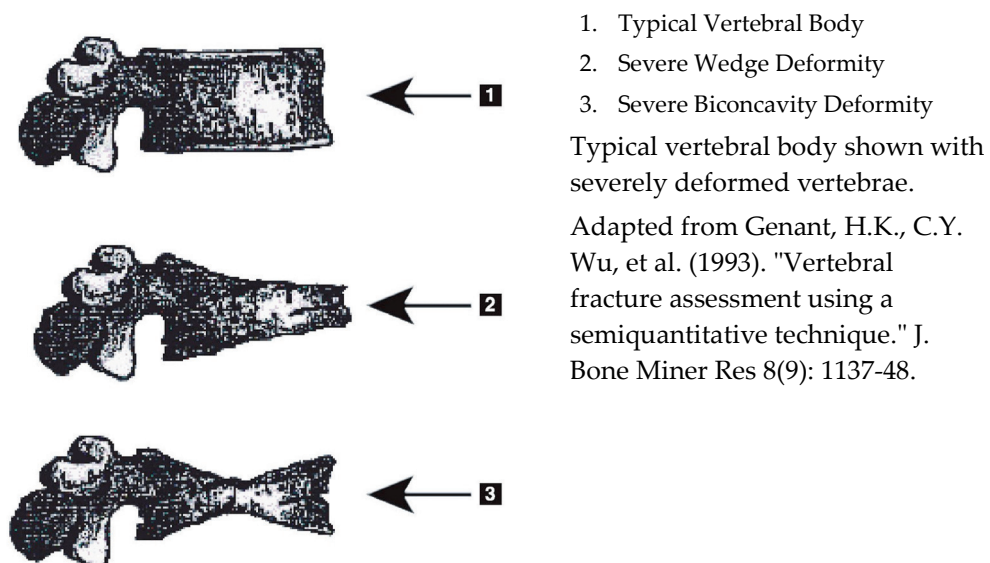 1
2
3
1. Typical Vertebral Body
2. Severe Wedge Deformity
3. Severe Biconcavity Deformity
Typical vertebral body shown with
severely deformed vertebrae.
Adapted from Genant, H.K., C.Y.
Wu, et al. (1993). "Vertebral
fracture assessment using a
semiquantitative technique." J.
Bone Miner Res 8(9): 1137-48.